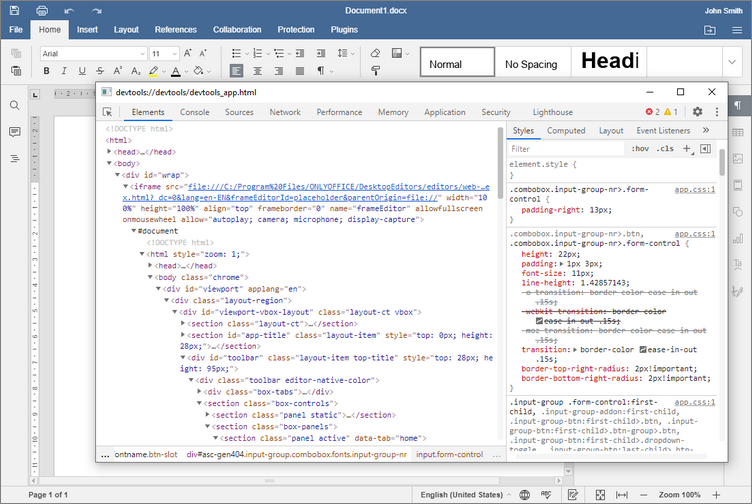 Document1.docx
John Smith
File Home Insert Layout References Collaboration Protection Plugins
Arial 11
Normal No Spacing Headi
devtools://devtools/devtools_app.html
Elements Console Sources Network Performance Memory Application Security Lighthouse 2 1
<!DOCTYPE html>
<html>
<head>…</head>
<body>
<div id="wrap">
<iframe src="file:///C:/Program%20Files/ONLYOFFICE/DesktopEditors/editors/web-…
ex.html?_dc=0&lang=en-EN&frameEditorId=placeholder&parentOrigin=file://" width="10
0%" height="100%" align="top" frameborder="0" name="frameEditor" allowfullscreen
onmousewheel allow="autoplay; camera; microphone; display-capture">
#document
<!DOCTYPE html>
<html style="zoom: 1;">
<head>…</head>
<body class="chrome">
<div id="viewport" applang="en">
<div class="layout-region">
<div id="viewport-vbox-layout" class="layout-ct vbox">
<section class="layout-ct">…</section>
<section id="app-title" class="layout-item" style="top: 0px; height:
28px;">…</section>
<div id="toolbar" class="layout-item top-title" style="top: 28px; he
ight: 95px;">
<div class="toolbar editor-native-color">
<div class="box-tabs">…</div>
<section class="box-controls">
<section class="panel static">…</section>
<section class="box-panels">
<section class="panel active" data-tab="home">
… ontname.btn-slot div#asc-gen404.input-group.combobox.fonts.input-group-nr input.form-control …
Styles Computed Layout Event Listeners »
Filter :hov .cls +
element.style {
}
.combobox.input-group-nr>.form- app.css:1
control {
padding-right: 13px;
}
.combobox.input-group-nr>.btn, app.css:1
.combobox.input-group-nr>.form-control {
height: 22px;
padding: 1px 3px;
font-size: 11px;
line-height: 1.42857143;
-o-transition: border-color ease-in-out
.15s;
-webkit-transition: border-color
ease-in-out .15s;
-moz-transition: border-color ease-in-out
.15s;
transition: border-color ease-in-out
.15s;
border-top-right-radius: 2px!important;
border-bottom-right-radius: 2px!important;
}
.input-group .form-control:first- app.css:1
child, .input-group-addon:first-child,
.input-group-btn:first-child>.btn, .input-
group-btn:first-child>.btn-group>.btn,
.input-group-btn:first-child>.dropdown-
toggle, .input-group-btn:last-child>.btn-
Page 1 of 1 English (United States) Zoom 100%